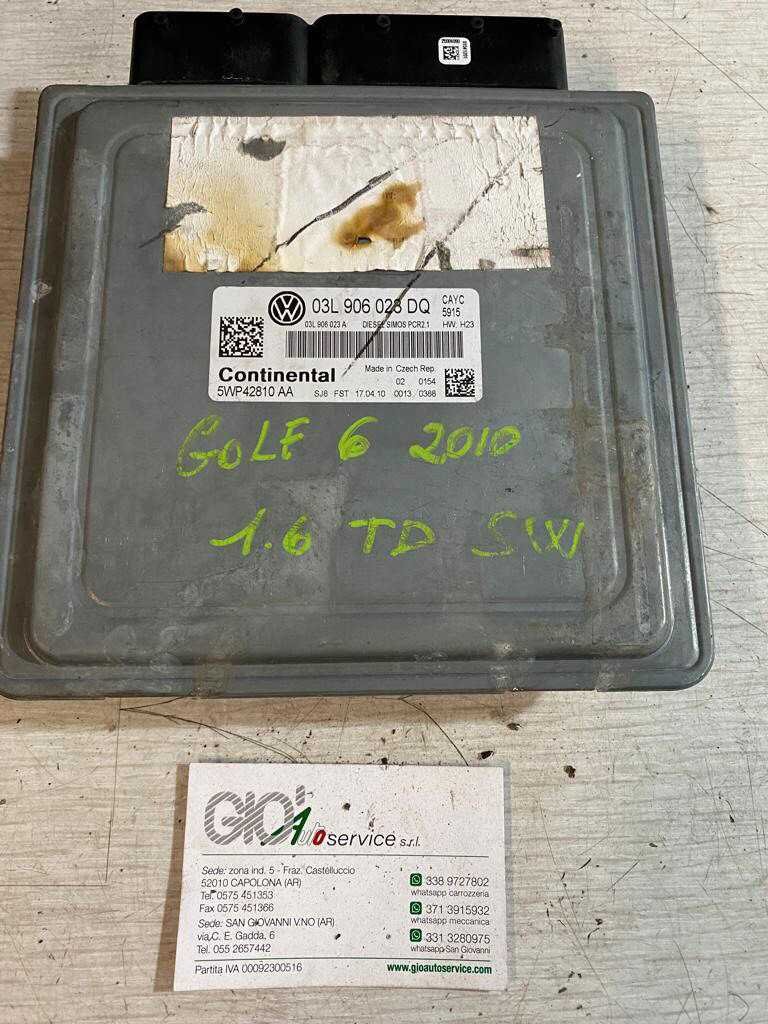 03L 906 023 DQ
CAYC
5915
03L 906 023 A DIESEL SIMOS PCR2.1 HW: H23
Continental
Made in Czech Rep.
02 0154
5WP42810 AA
SJ8 FST 17.04.10 0013 0368
GOLF 6 2010
1.6 TD SW
GIO' Autoservice s.r.l.
Sede: zona ind. 5 - Fraz. Castelluccio
52010 CAPOLONA (AR)
Tel. 0575 451353
Fax 0575 451366
Sede: SAN GIOVANNI V.NO (AR)
via C. E. Gadda, 6
Tel. 055 2657442
Partita IVA 00092300516
338 9727802
whatsapp carrozzeria
371 3915932
whatsapp meccanica
331 3280975
whatsapp San Giovanni
www.gioautoservice.com